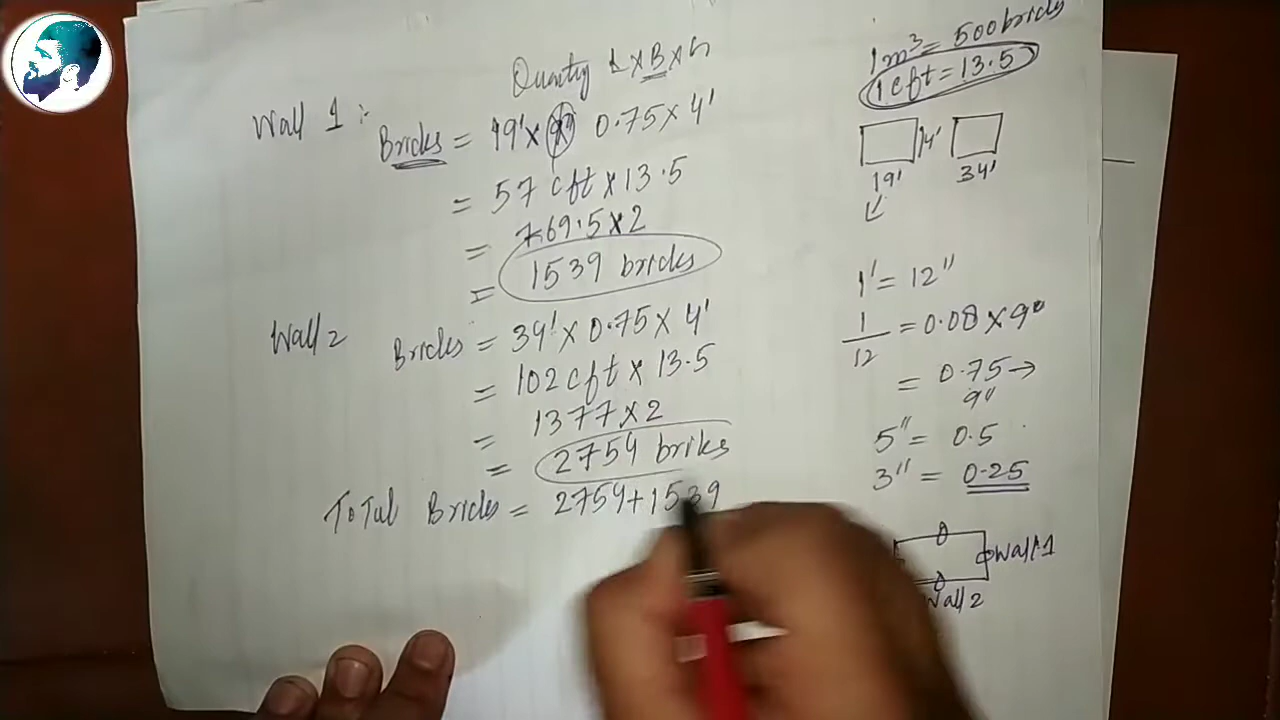 Quantity L x B x h
Wall 1 :-
Bricks = 19' x 0.75 x 4'
= 57 cft x 13.5
= 769.5 x 2
= 1539 bricks
Wall 2
Bricks = 34' x 0.75 x 4'
= 102 cft x 13.5
= 1377 x 2
= 2754 briks
ToTal Bricks = 2754 + 1539
1m³ = 500 bricks
1 cft = 13.5
4'
19' 34'
1' = 12"
1/12 = 0.08 x 9"
= 0.75 →
9"
5" = 0.5
3" = 0.25
Wall 1
Wall 2